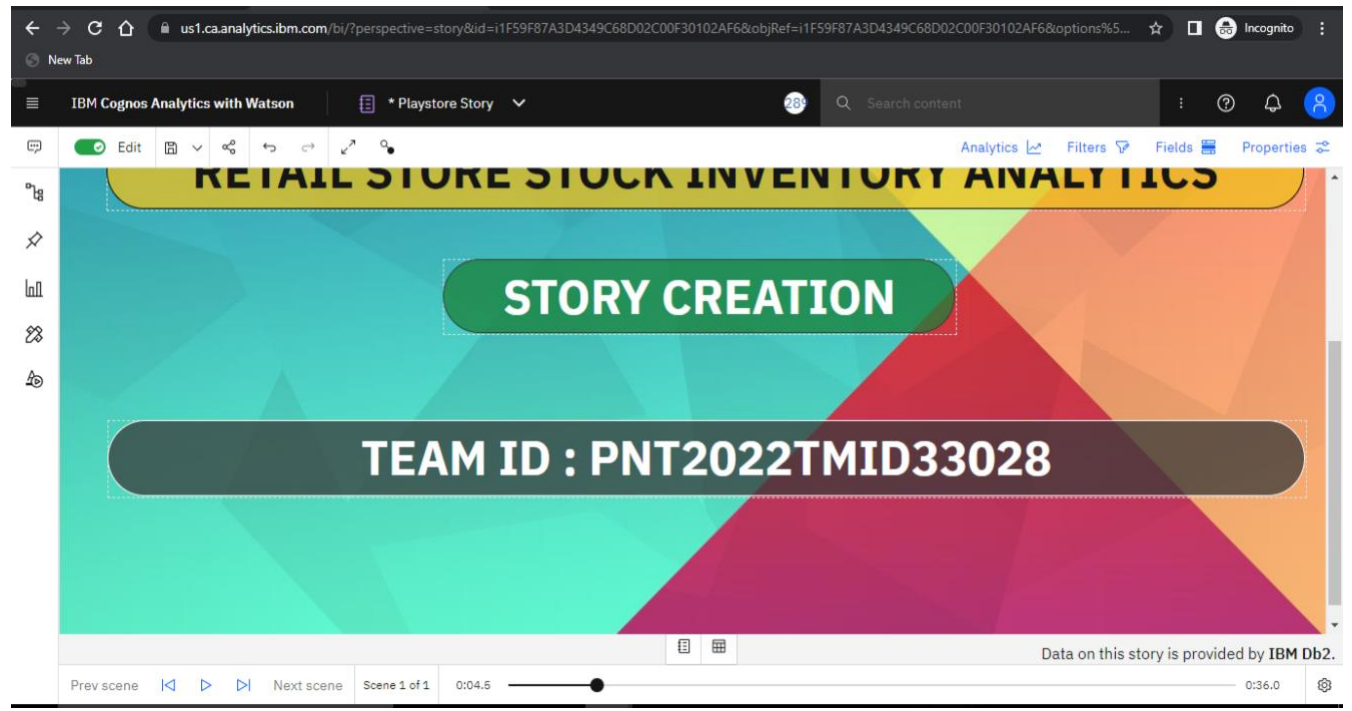 us1.ca.analytics.ibm.com/bi/?perspective=story&id=i1F59F87A3D4349C68D02C00F30102AF6&objRef=i1F59F87A3D4349C68D02C00F30102AF6&options%5...
Incognito
New Tab
IBM Cognos Analytics with Watson
* Playstore Story
289
Search content
Edit
Analytics
Filters
Fields
Properties
RETAIL STORE STOCK INVENTORY ANALYTICS
STORY CREATION
TEAM ID : PNT2022TMID33028
Data on this story is provided by IBM Db2.
Prev scene
Next scene
Scene 1 of 1
0:04.5
0:36.0